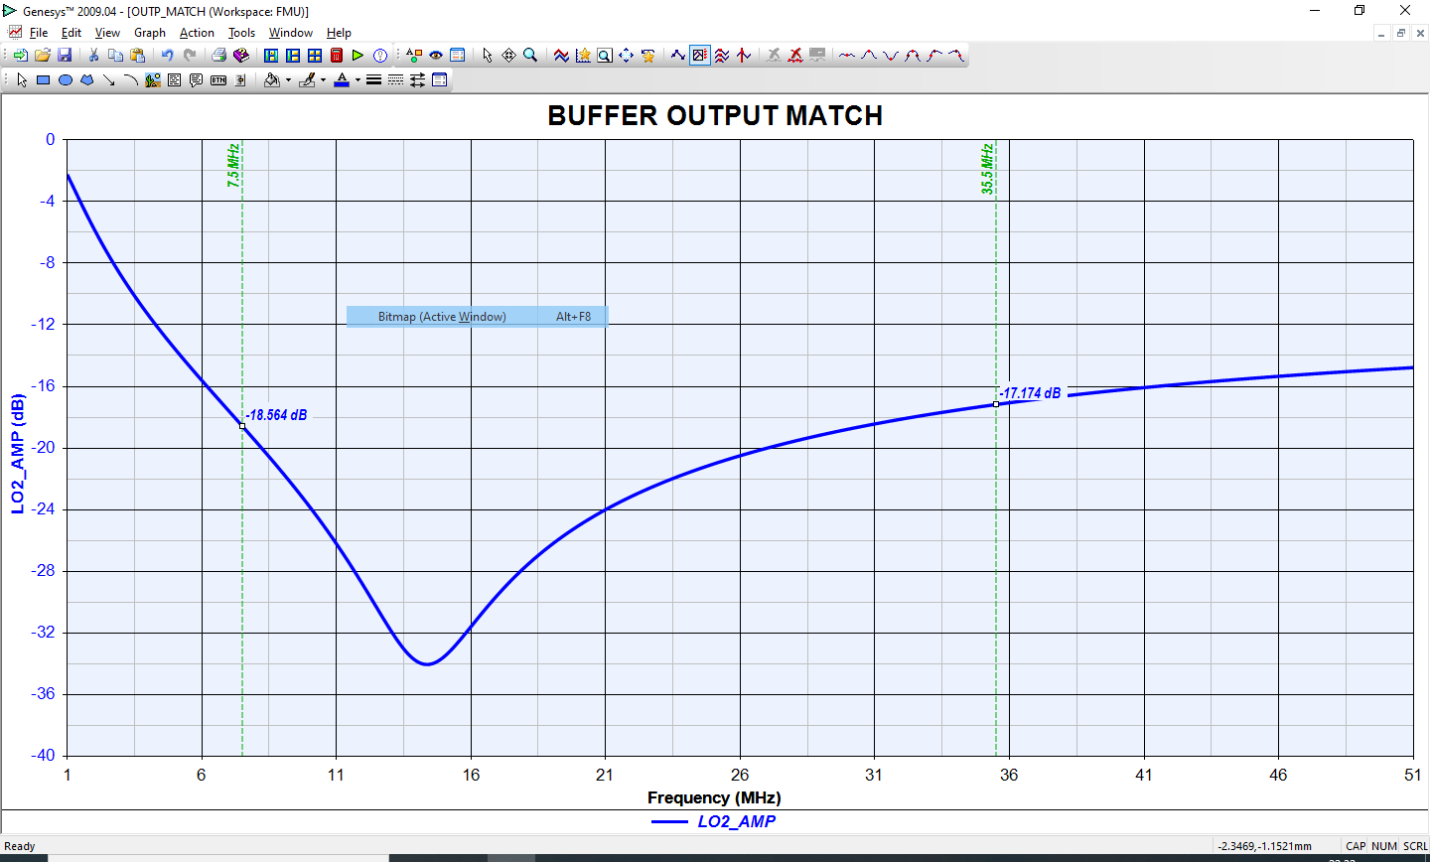 Genesys™ 2009.04 - [OUTP_MATCH (Workspace: FMU)]
File Edit View Graph Action Tools Window Help
BTN
BUFFER OUTPUT MATCH
0
-4
-8
-12
-16
-20
-24
-28
-32
-36
-40
LO2_AMP (dB)
7.5 MHz
35.5 MHz
Bitmap (Active Window) Alt+F8
-18.564 dB
-17.174 dB
1 6 11 16 21 26 31 36 41 46 51
Frequency (MHz)
LO2_AMP
Ready -2.3469,-1.1521mm CAP NUM SCRL